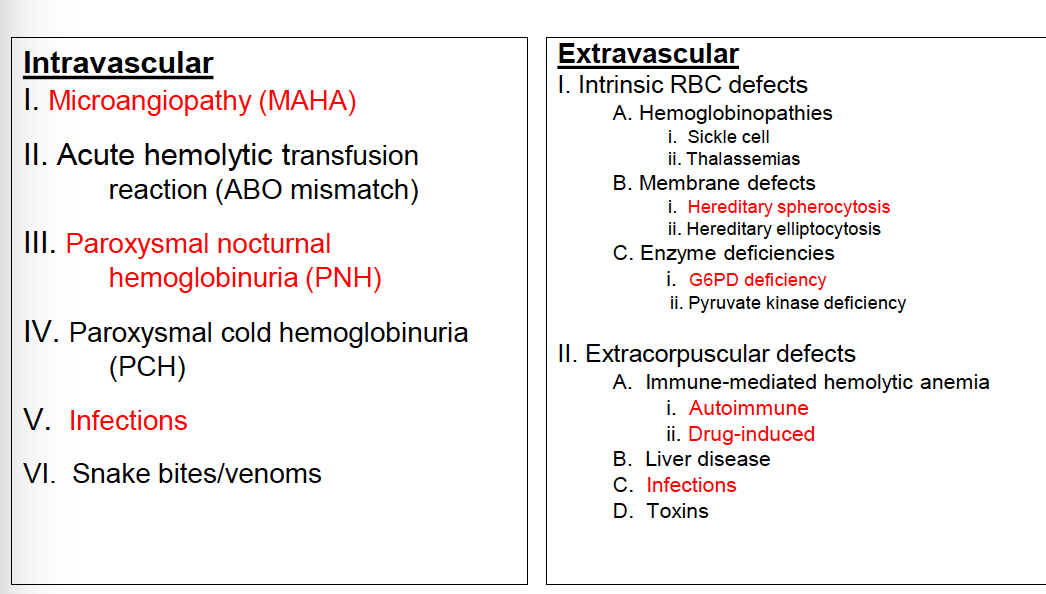 Intravascular
I. Microangiopathy (MAHA)
II. Acute hemolytic transfusion
reaction (ABO mismatch)
III. Paroxysmal nocturnal
hemoglobinuria (PNH)
IV. Paroxysmal cold hemoglobinuria
(PCH)
V. Infections
VI. Snake bites/venoms
Extravascular
I. Intrinsic RBC defects
A. Hemoglobinopathies
i. Sickle cell
ii. Thalassemias
B. Membrane defects
i. Hereditary spherocytosis
ii. Hereditary elliptocytosis
C. Enzyme deficiencies
i. G6PD deficiency
ii. Pyruvate kinase deficiency
II. Extracorpuscular defects
A. Immune-mediated hemolytic anemia
i. Autoimmune
ii. Drug-induced
B. Liver disease
C. Infections
D. Toxins